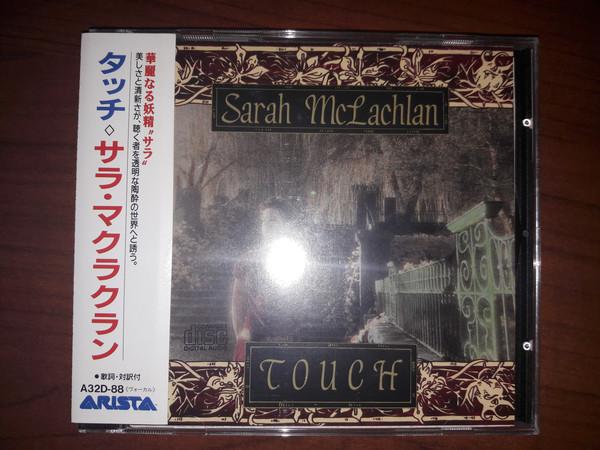 華麗なる妖精〝サラ〟
美しさと清新さが、聴く者を透明な陶酔の世界へと誘う。
タッチ◇サラ・マクラクラン
●歌詞・対訳付
A32D-88(ヴォーカル)
ARISTA
Sarah McLachlan
disc
DIGITAL AUDIO
TOUCH